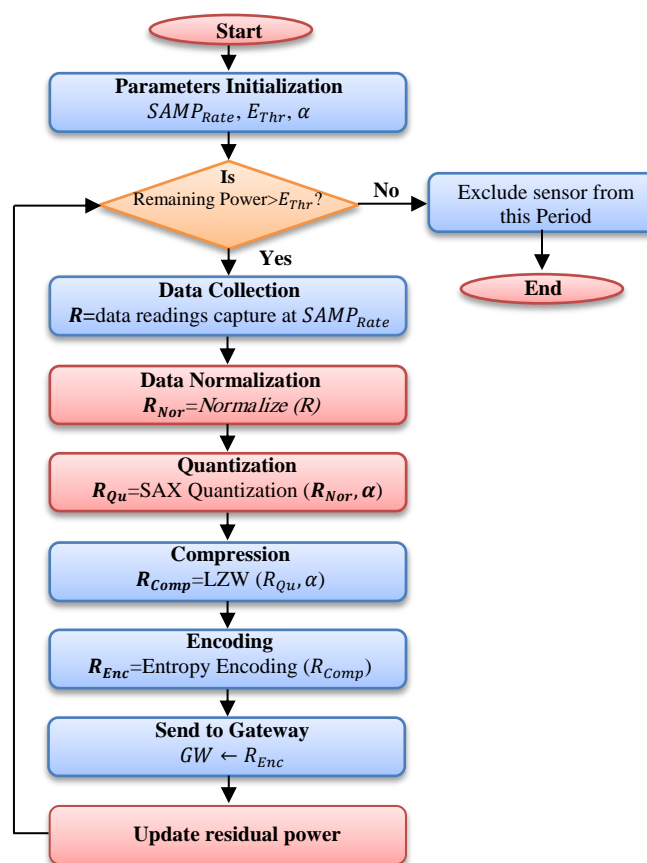 Start
Parameters Initialization
SAMP_Rate, E_Thr, α
Is
Remaining Power>E_Thr?
No
Exclude sensor from
this Period
End
Yes
Data Collection
R=data readings capture at SAMP_Rate
Data Normalization
R_Nor=Normalize (R)
Quantization
R_Qu=SAX Quantization (R_Nor, α)
Compression
R_Comp=LZW (R_Qu, α)
Encoding
R_Enc=Entropy Encoding (R_Comp)
Send to Gateway
GW ← R_Enc
Update residual power